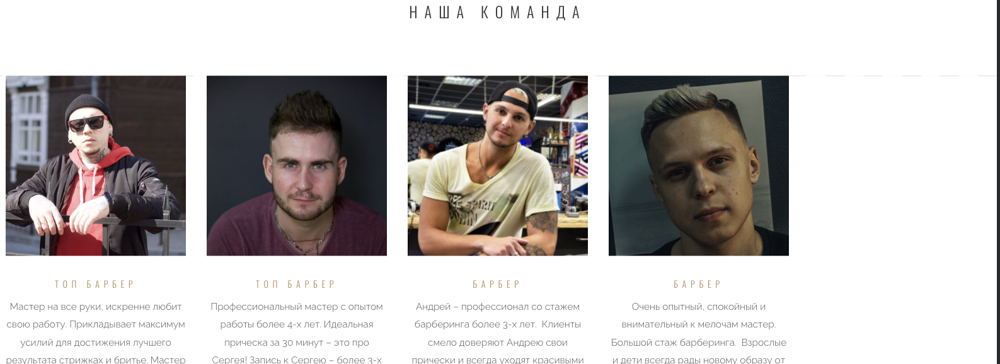 НАША КОМАНДА
ТОП БАРБЕР
Мастер на все руки, искренне любит
свою работу. Прикладывает максимум
усилий для достижения лучшего
результата стрижках и бритье. Мастер
ТОП БАРБЕР
Профессиональный мастер с опытом
работы более 4-х лет. Идеальная
прическа за 30 минут – это про
Сергея! Запись к Сергею – более 3-х
БАРБЕР
Андрей – профессионал со стажем
барберинга более 3-х лет. Клиенты
смело доверяют Андрею свои
прически и всегда уходят красивыми
БАРБЕР
Очень опытный, спокойный и
внимательный к мелочам мастер.
Большой стаж барберинга. Взрослые
и дети всегда рады новому образу от
FREE SPIRIT